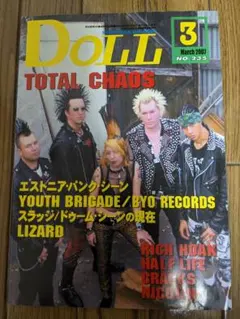 DOLL
3
March 2007
NO.235
TOTAL CHAOS
エストニア・パンク・シーン
YOUTH BRIGADE/BYO RECORDS
スラッジ/ドゥーム・シーンの現在
LIZARD
RICH HOAK
HALF LIFE